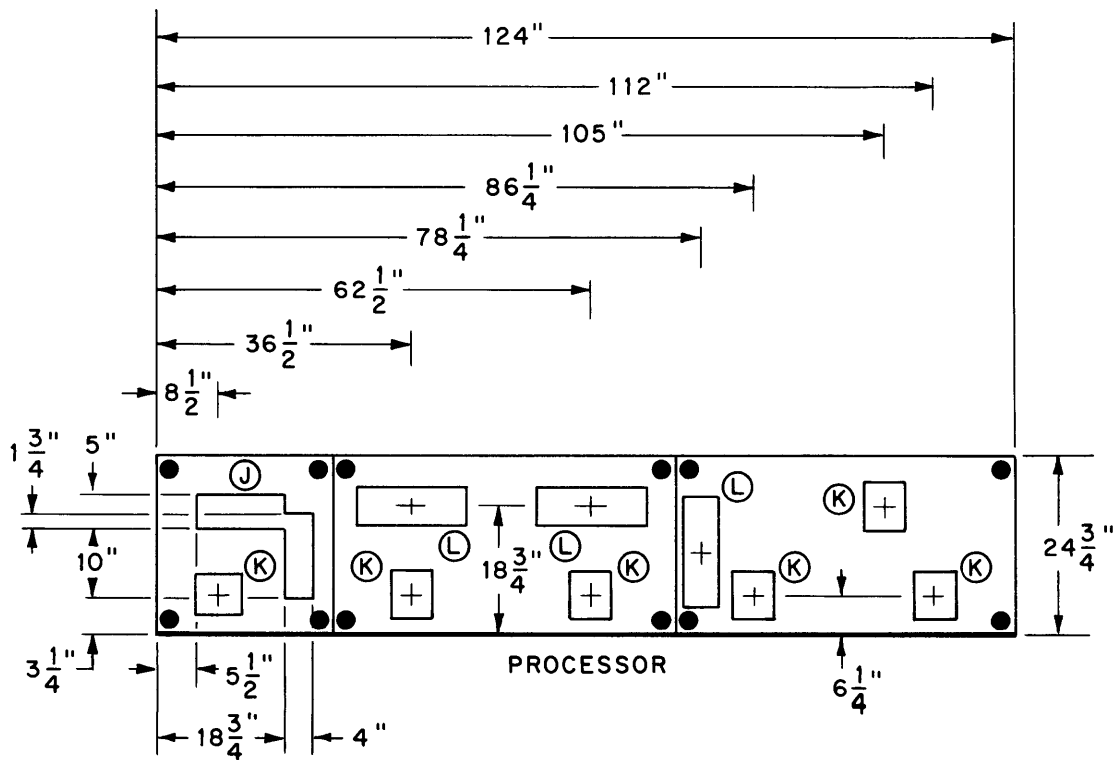 124"
112"
105"
86 1/4"
78 1/4"
62 1/2"
36 1/2"
8 1/2"
1 3/4"
5"
J
L
K
10"
K
L
L
K
18 3/4"
K
K
K
24 3/4"
3 1/4"
5 1/2"
PROCESSOR
6 1/4"
18 3/4"
4"